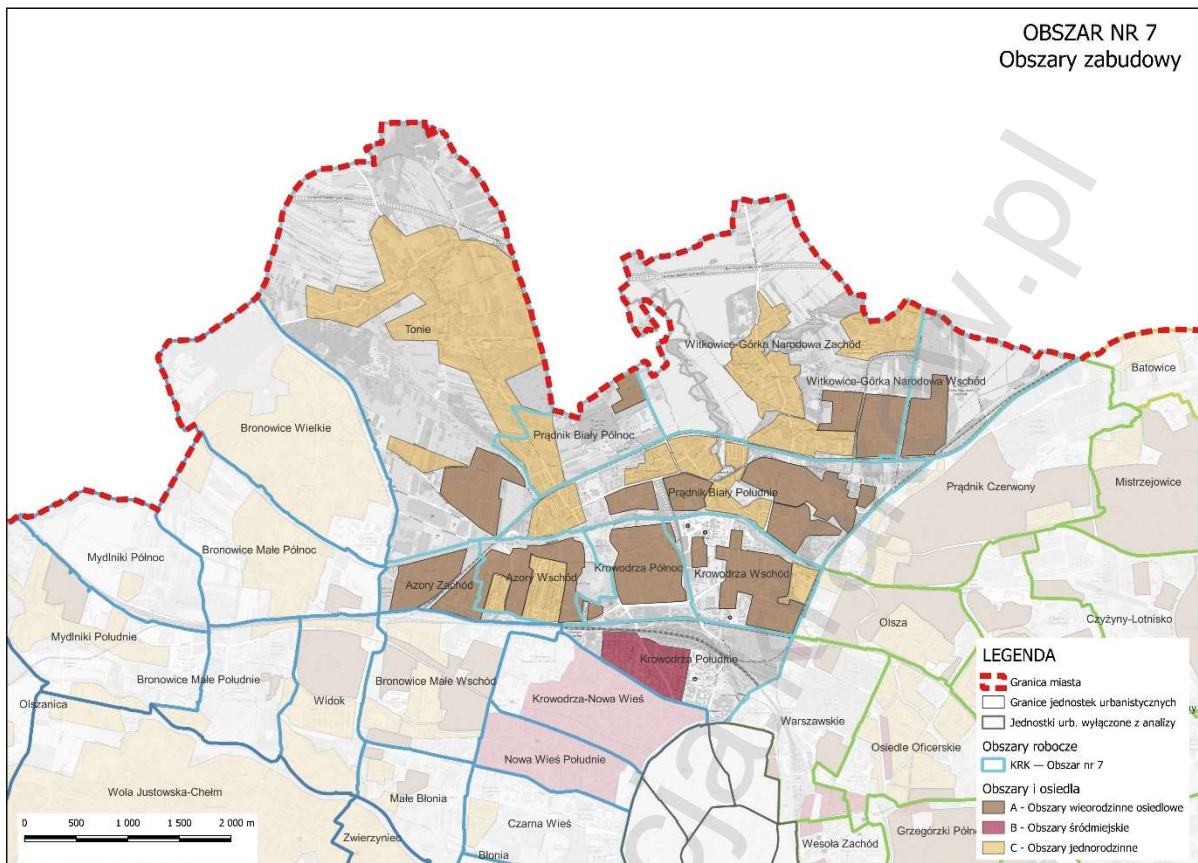 OBSZAR NR 7
Obszary zabudowy
Tonie
Witkowice-Górka Narodowa Zachód
Batowice
Witkowice-Górka Narodowa Wschód
Bronowice Wielkie
Prądnik Biały Północ
Prądnik Czerwony
Mistrzejowice
Prądnik Biały Południe
Mydlniki Północ
Bronowice Małe Północ
Azory Zachód
Azory Wschód
Krowodrza Północ
Krowodrza Wschód
Czyżyny-Lotnisko
Olsza
Mydlniki Południe
Bronowice Małe Południe
Bronowice Małe Wschód
Krowodrza Południe
Olszanica
Widok
Krowodrza-Nowa Wieś
Warszawskie
Osiedle Oficerskie
Nowa Wieś Południe
Wola Justowska-Chełm
Małe Błonia
Czarna Wieś
Zwierzyniec
Błonia
Wesoła Zachód
Grzegórzki Półno
LEGENDA
Granica miasta
Granice jednostek urbanistycznych
Jednostki urb. wyłączone z analizy
Obszary robocze
KRK — Obszar nr 7
Obszary i osiedla
A - Obszary wieorodzinne osiedlowe
B - Obszary śródmiejskie
C - Obszary jednorodzinne
0 500 1 000 1 500 2 000 m
w.pl